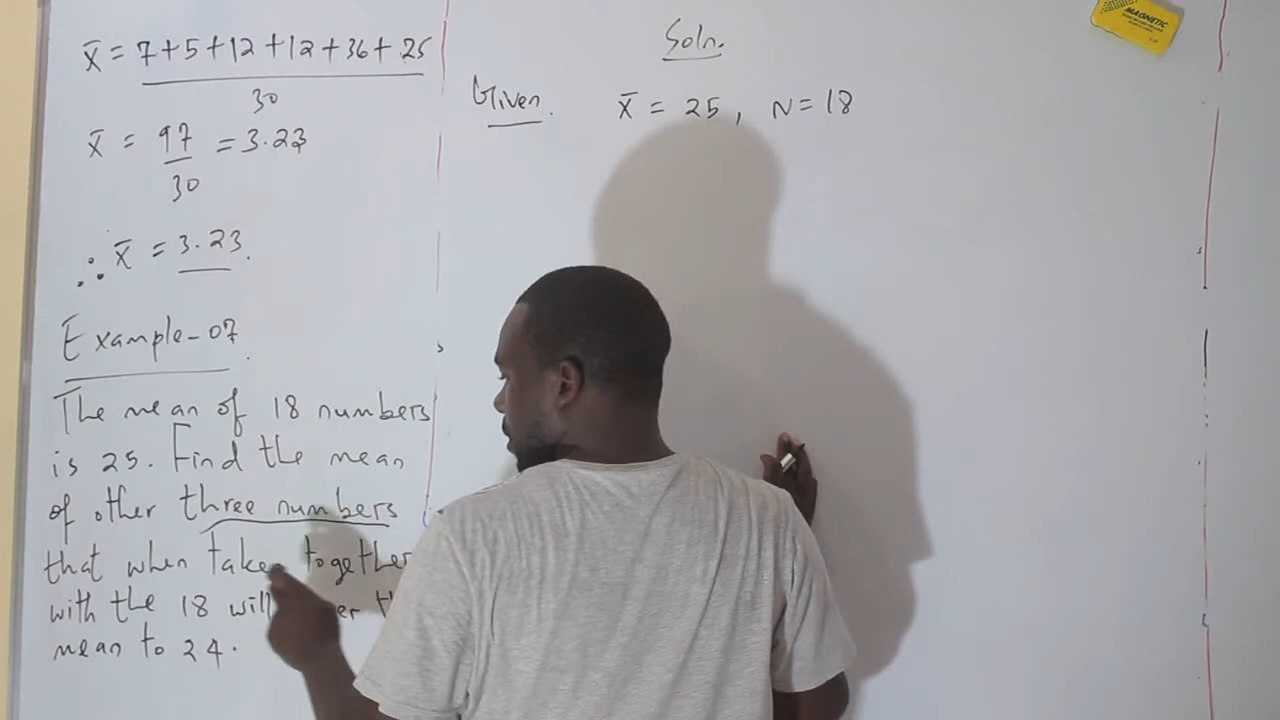 x̄ = 7+5+12+12+36+25
30
x̄ = 97 = 3.23
30
∴ x̄ = 3.23.
Example-07.
The mean of 18 numbers
is 25. Find the mean
of other three numbers
that when taken together
with the 18 will
mean to 24.
Soln.
Given. x̄ = 25, N = 18
MAGNETIC